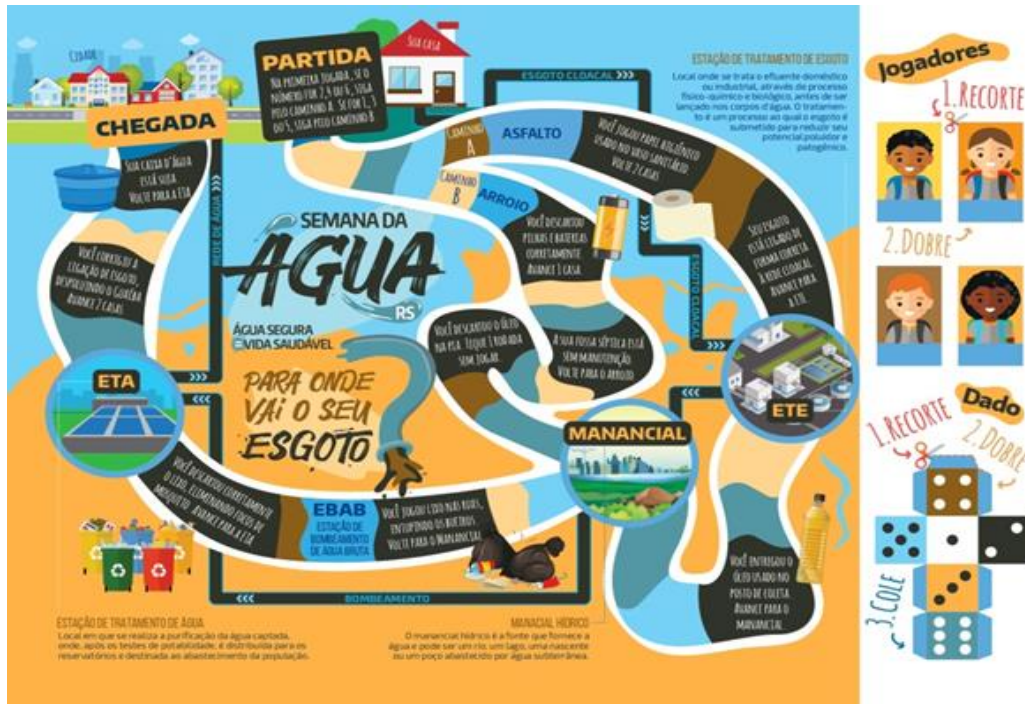 CIDADE
PARTIDA
NA PRIMEIRA JOGADA, SE O
NÚMERO FOR 2, 4 OU 6, SIGA
PELO CAMINHO A. SE FOR 1, 3
OU 5, SIGA PELO CAMINHO B
SUA CASA
ESGOTO CLOACAL >>>
ESTAÇÃO DE TRATAMENTO DE ESGOTO
Local onde se trata o efluente doméstico
ou industrial, através de processo
físico-químico e biológico, antes de ser
lançado nos corpos d'água. O tratamen-
to é um processo ao qual o esgoto é
submetido para reduzir seu
potencial poluidor e
patogênico.
CHEGADA
SUA CAIXA D'ÁGUA
ESTÁ SUJA
VOLTE PARA A ETA
REDE DE ÁGUA >>>
CAMINHO
A
ASFALTO
VOCÊ JOGOU PAPEL HIGIÊNICO
USADO NO VASO SANITÁRIO.
VOLTE 2 CASAS
CAMINHO
B
ARROIO
VOCÊ DESCARTOU
PILHAS E BATERIAS
CORRETAMENTE.
AVANCE 1 CASA.
SEU ESGOTO
ESTÁ LIGADO DE
FORMA CORRETA
À REDE CLOACAL
AVANCE PARA
A ETE.
ESGOTO CLOACAL
>>>
SEMANA DA
ÁGUA
RS
ÁGUA SEGURA
É VIDA SAUDÁVEL
VOCÊ CORRIGIU A
LIGAÇÃO DE ESGOTO,
DESPOLUINDO O GUAÍBA
AVANCE 2 CASAS
VOCÊ DESCARTOU O ÓLEO
NA PIA. FIQUE 1 RODADA
SEM JOGAR.
A SUA FOSSA SÉPTICA ESTÁ
SEM MANUTENÇÃO.
VOLTE PARA O ARROIO.
PARA ONDE
VAI O SEU
ESGOTO
ETA
>>>
<<<
ETE
<<<
MANANCIAL
VOCÊ DESCARTOU CORRETAMENTE
O LIXO, ELIMINANDO FOCOS DE
MOSQUITO. AVANCE PARA A ETA
EBAB
ESTAÇÃO DE
BOMBEAMENTO
DE ÁGUA BRUTA
VOCÊ JOGOU LIXO NAS RUAS,
ENTUPINDO OS BUEIROS.
VOLTE PARA O MANANCIAL
VOCÊ ENTREGOU O
ÓLEO USADO NO
POSTO DE COLETA.
AVANCE PARA O
MANANCIAL.
<<< BOMBEAMENTO
ESTAÇÃO DE TRATAMENTO DE ÁGUA
Local em que se realiza a purificação da água captada,
onde, após os testes de potabilidade, é distribuída para os
reservatórios e destinada ao abastecimento da população.
MANACIAL HÍDRICO
O manancial hídrico é a fonte que fornece a
água e pode ser um rio, um lago, uma nascente
ou um poço abastecido por água subterrânea.
Jogadores
1. RECORTE
2. DOBRE
Dado
1. RECORTE
2. DOBRE
3. COLE